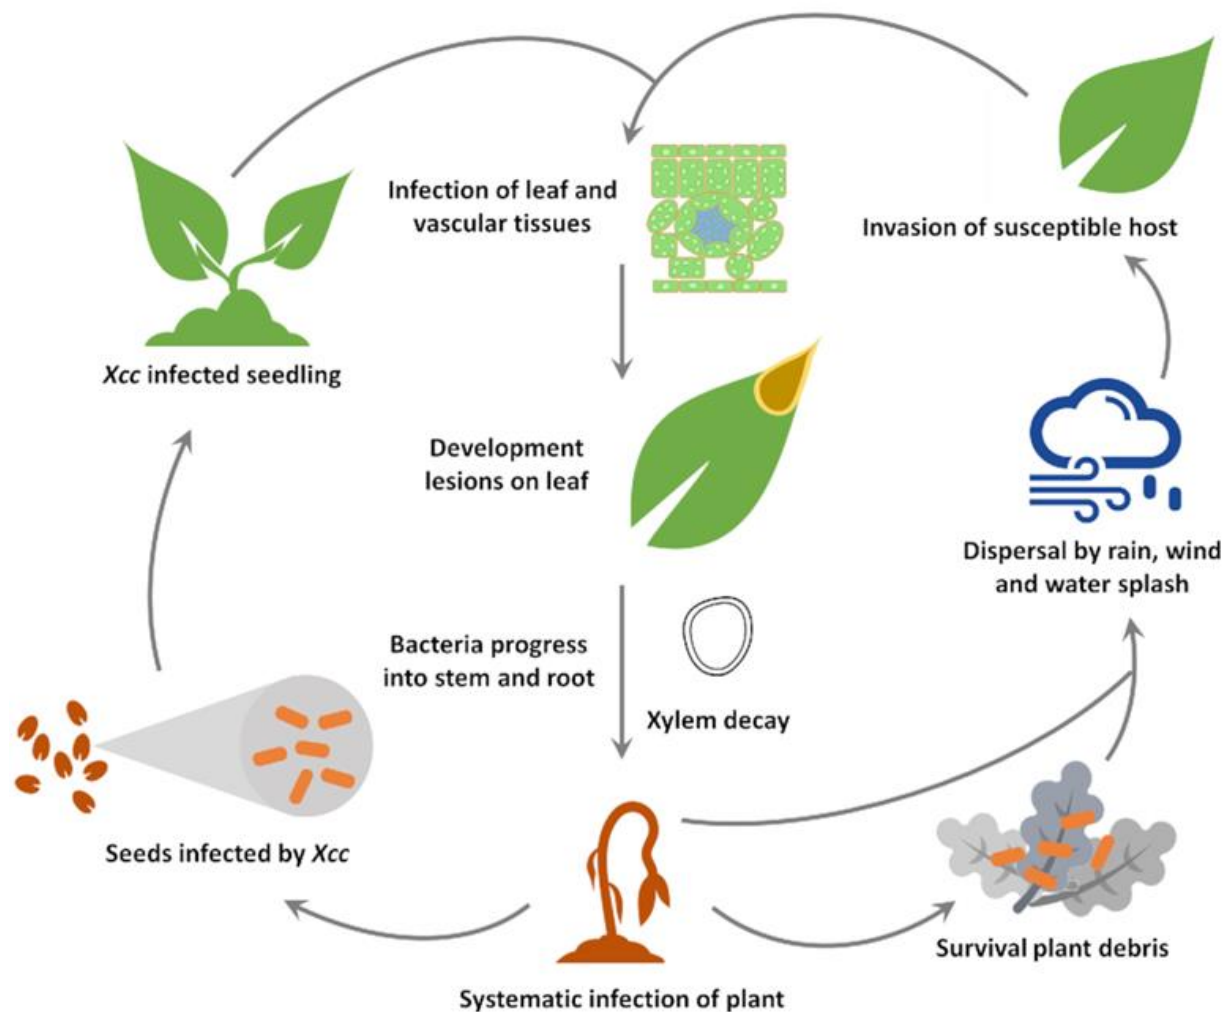 Infection of leaf and
vascular tissues
Invasion of susceptible host
Xcc infected seedling
Development
lesions on leaf
Dispersal by rain, wind
and water splash
Bacteria progress
into stem and root
Xylem decay
Seeds infected by Xcc
Survival plant debris
Systematic infection of plant